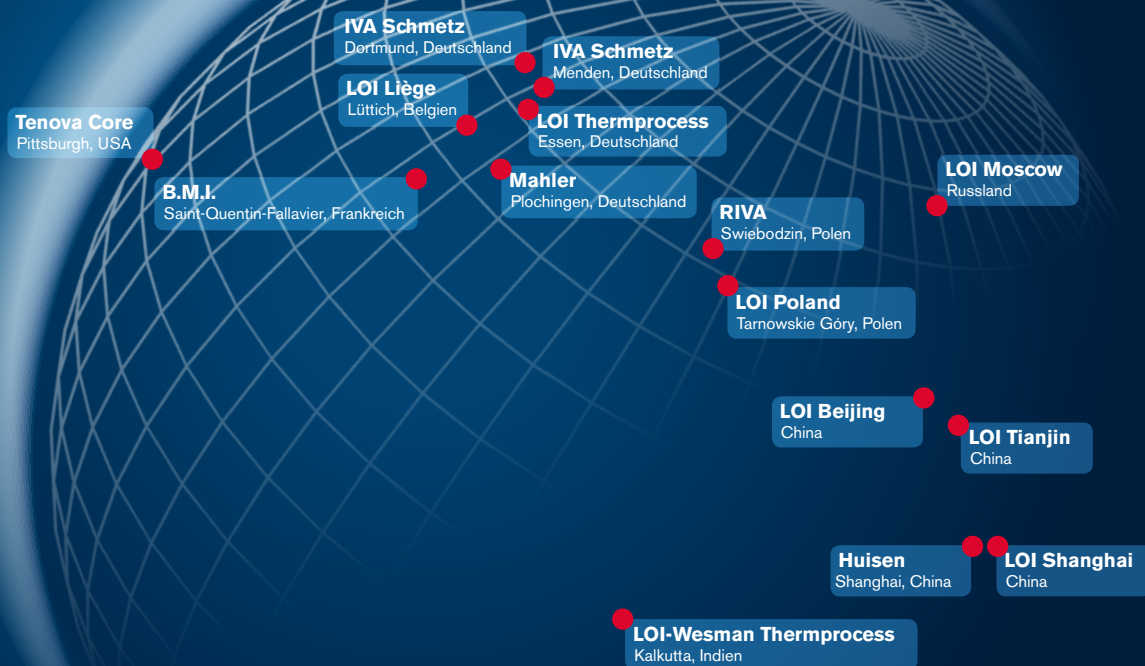 IVA Schmetz
Dortmund, Deutschland
IVA Schmetz
Menden, Deutschland
LOI Liège
Lüttich, Belgien
Tenova Core
Pittsburgh, USA
LOI Thermprocess
Essen, Deutschland
B.M.I.
Saint-Quentin-Fallavier, Frankreich
Mahler
Plochingen, Deutschland
LOI Moscow
Russland
RIVA
Swiebodzin, Polen
LOI Poland
Tarnowskie Góry, Polen
LOI Beijing
China
LOI Tianjin
China
Huisen
Shanghai, China
LOI Shanghai
China
LOI-Wesman Thermprocess
Kalkutta, Indien